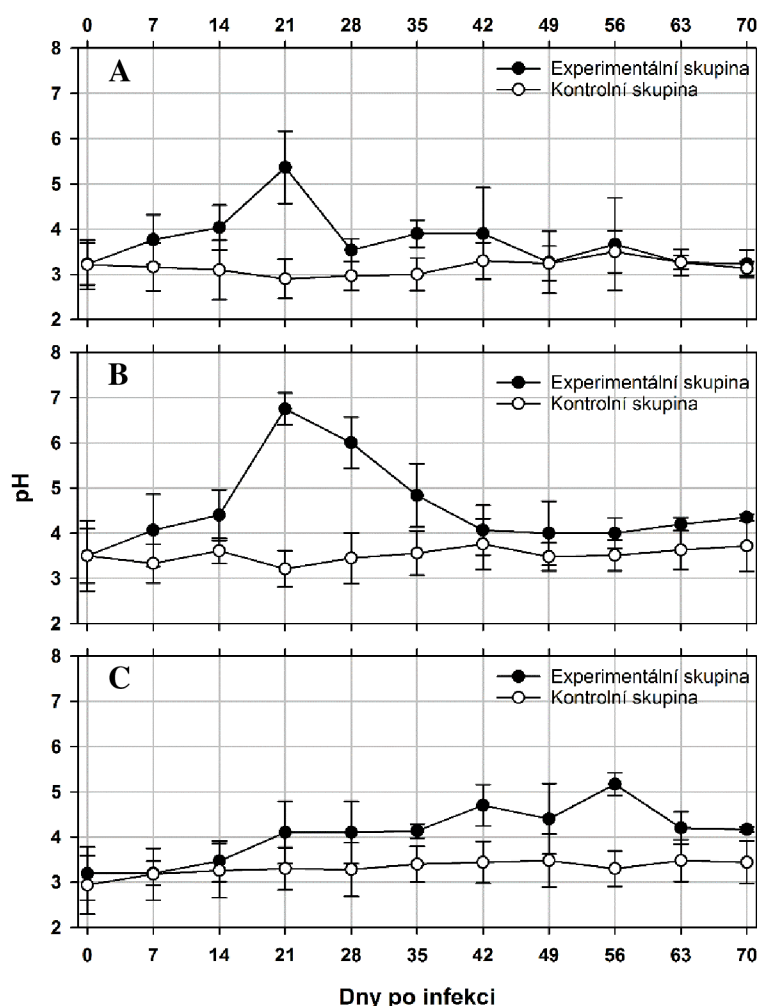 0 7 14 21 28 35 42 49 56 63 70
A
Experimentální skupina
Kontrolní skupina
8
7
6
5
4
3
2
B
Experimentální skupina
Kontrolní skupina
8
7
6
5
4
3
2
pH
C
Experimentální skupina
Kontrolní skupina
8
7
6
5
4
3
2
0 7 14 21 28 35 42 49 56 63 70
Dny po infekci